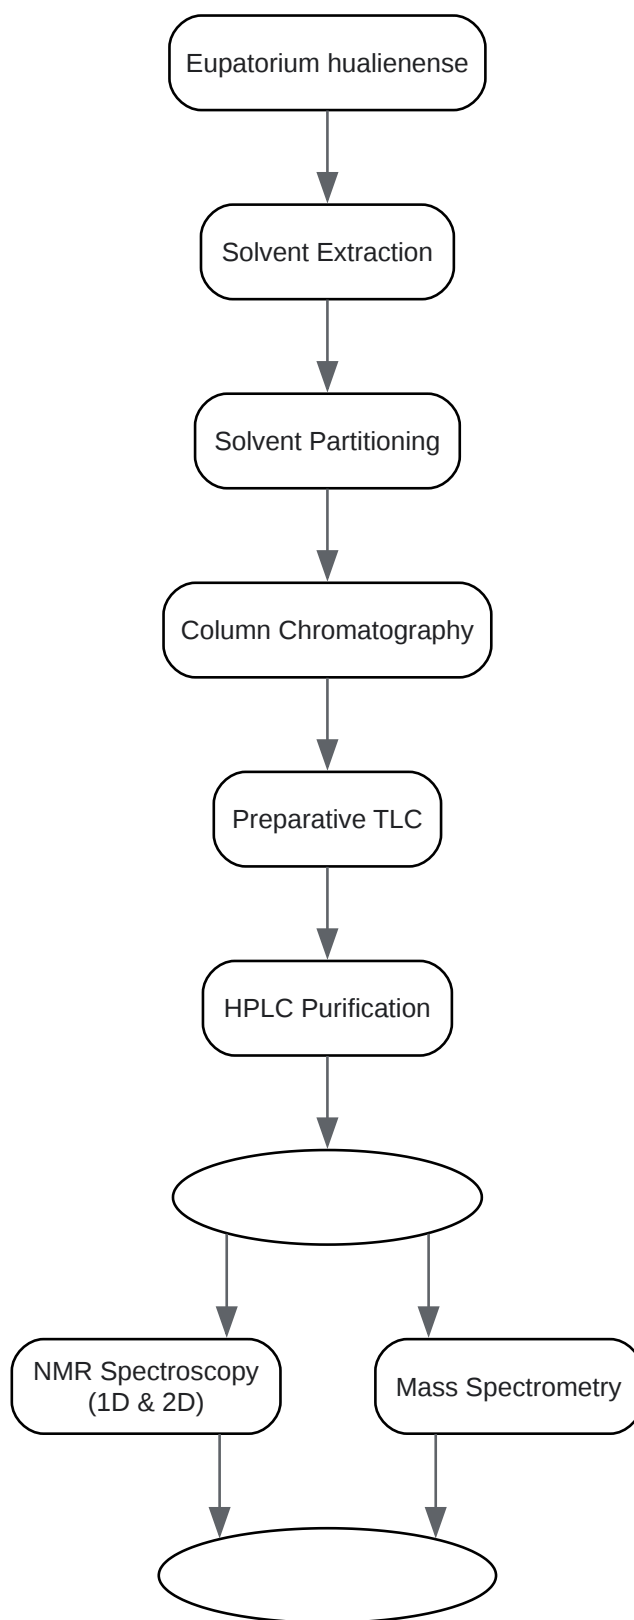 Eupatorium hualienense
Solvent Extraction
Solvent Partitioning
Column Chromatography
Preparative TLC
HPLC Purification
NMR Spectroscopy
(1D & 2D)
Mass Spectrometry